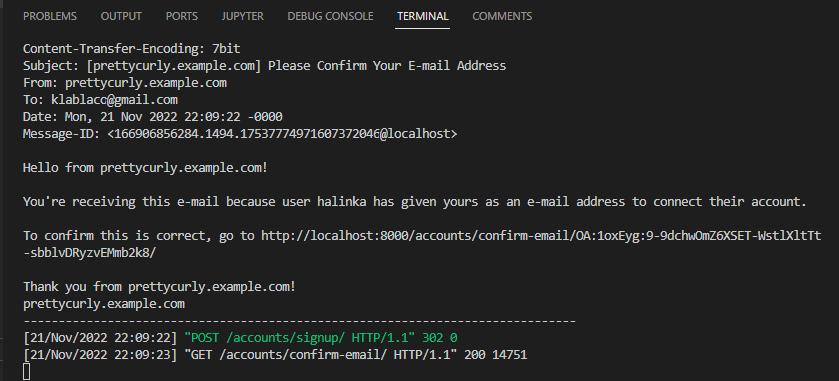 PROBLEMS OUTPUT PORTS JUPYTER DEBUG CONSOLE TERMINAL COMMENTS
Content-Transfer-Encoding: 7bit
Subject: [prettycurly.example.com] Please Confirm Your E-mail Address
From: prettycurly.example.com
To: klablacc@gmail.com
Date: Mon, 21 Nov 2022 22:09:22 -0000
Message-ID: <166906856284.1494.17537774971607372046@localhost>
Hello from prettycurly.example.com!
You're receiving this e-mail because user halinka has given yours as an e-mail address to connect their account.
To confirm this is correct, go to http://localhost:8000/accounts/confirm-email/OA:1oxEyg:9-9dchwOmZ6XSET-WstlXltTt
-sbblvDRyzvEMmb2k8/
Thank you from prettycurly.example.com!
prettycurly.example.com
-------------------------------------------------------------------------------
[21/Nov/2022 22:09:22] "POST /accounts/signup/ HTTP/1.1" 302 0
[21/Nov/2022 22:09:23] "GET /accounts/confirm-email/ HTTP/1.1" 200 14751